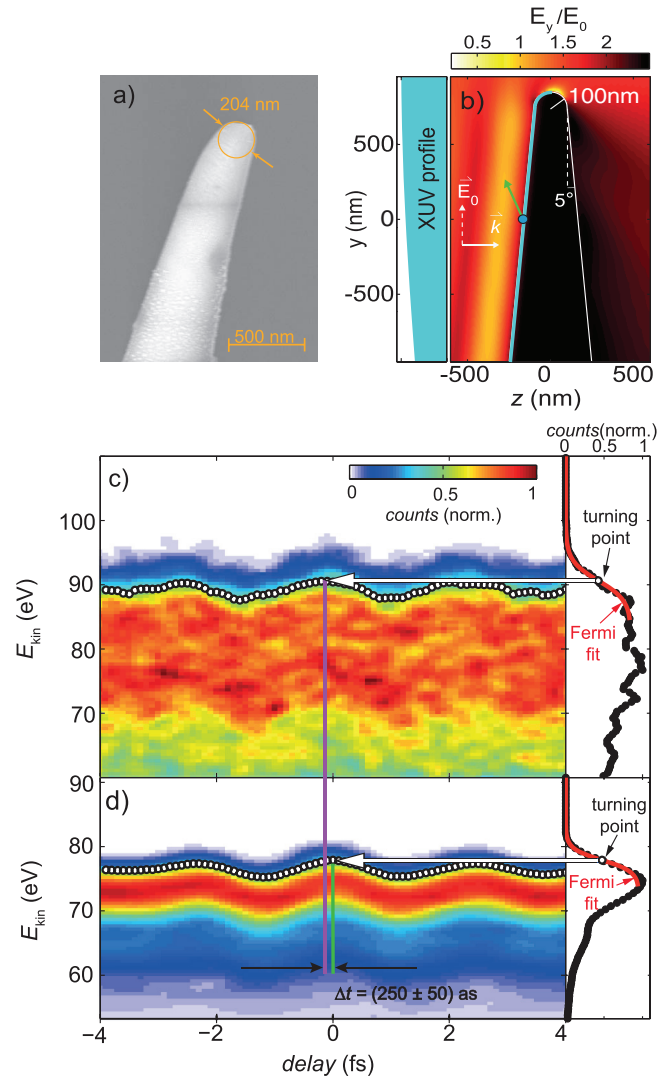 E_y/E_0
0.5 1 1.5 2
a)
204 nm
500 nm
XUV profile
b)
100nm
5°
E_0
k
y (nm)
500
0
-500
-500 0 500
z (nm)
counts(norm.)
0 0.5 1
c)
0 0.5 1
counts (norm.)
turning
point
Fermi
fit
E_kin (eV)
100
90
80
70
d)
turning
point
Fermi
fit
E_kin (eV)
90
80
70
60
Δt = (250 ± 50) as
-4 -2 0 2 4
delay (fs)